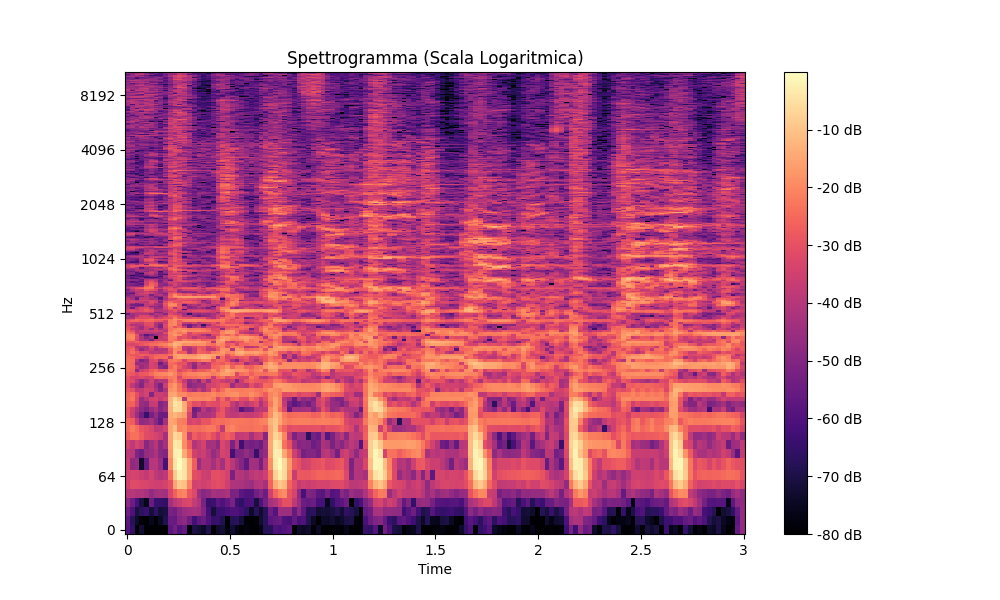 Spettrogramma (Scala Logaritmica)
Hz
8192
4096
2048
1024
512
256
128
64
0
0
0.5
1
1.5
2
2.5
3
Time
-10 dB
-20 dB
-30 dB
-40 dB
-50 dB
-60 dB
-70 dB
-80 dB